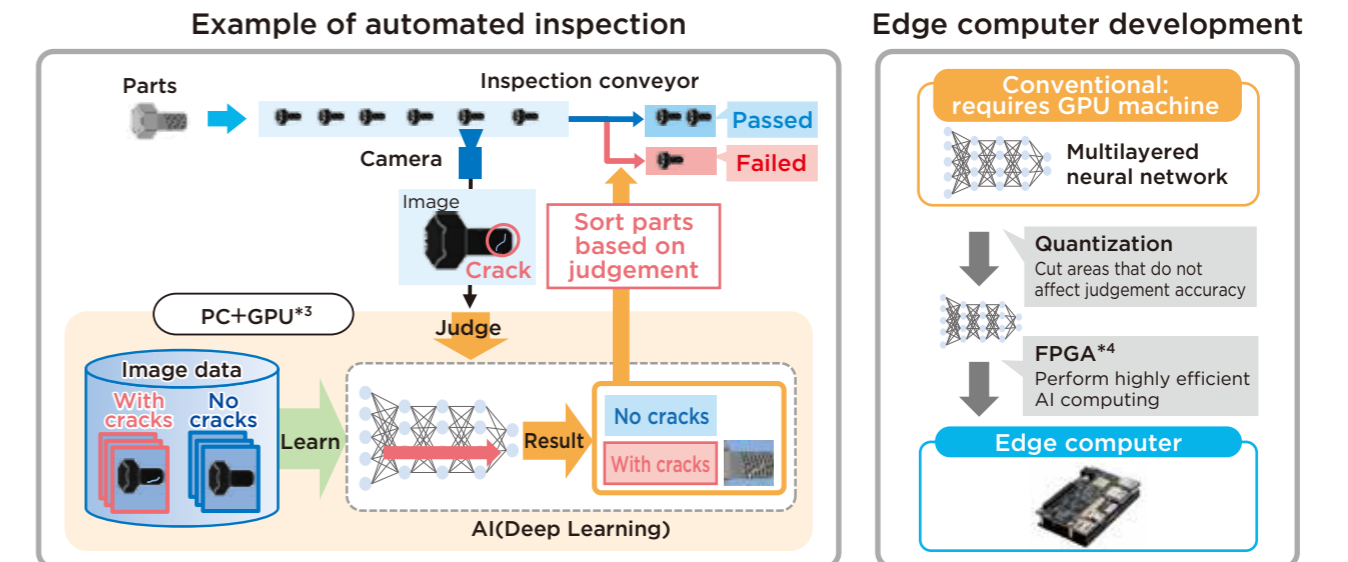 Example of automated inspection
Parts
Inspection conveyor
Passed
Failed
Camera
Image
Crack
Sort parts
based on
judgement
PC+GPU*3
Judge
Image data
With
cracks
No
cracks
Learn
Result
No cracks
With cracks
AI(Deep Learning)
Edge computer development
Conventional:
requires GPU machine
Multilayered
neural network
Quantization
Cut areas that do not
affect judgement accuracy
FPGA*4
Perform highly efficient
AI computing
Edge computer